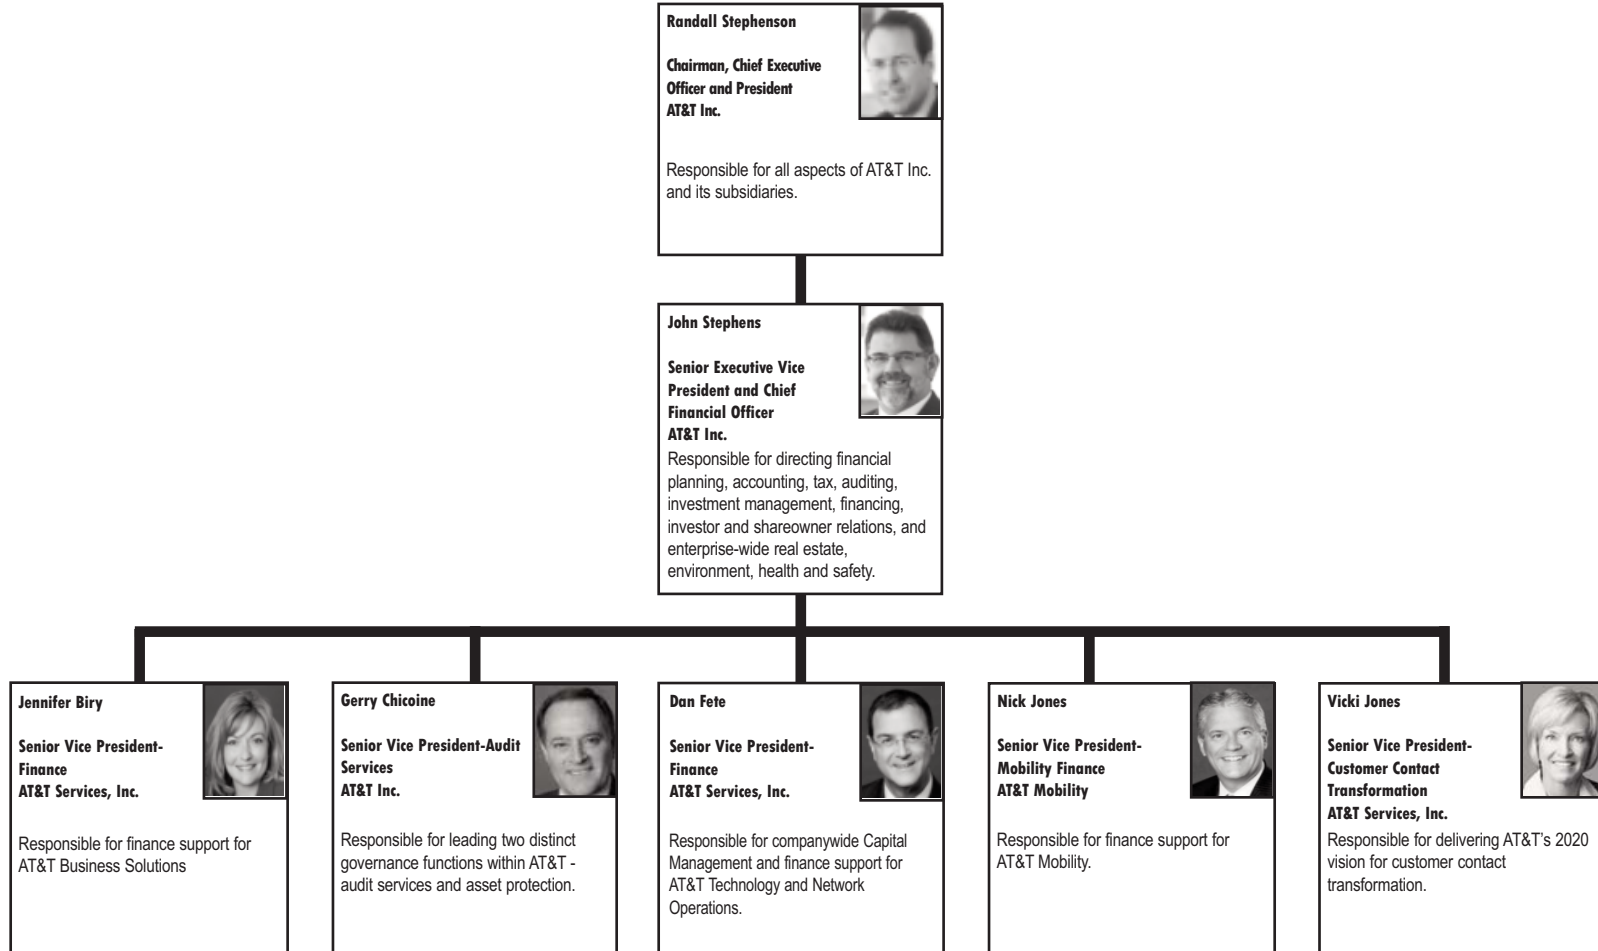 Randall Stephenson
Chairman, Chief Executive
Officer and President
AT&T Inc.
Responsible for all aspects of AT&T Inc.
and its subsidiaries.
John Stephens
Senior Executive Vice
President and Chief
Financial Officer
AT&T Inc.
Responsible for directing financial
planning, accounting, tax, auditing,
investment management, financing,
investor and shareowner relations, and
enterprise-wide real estate,
environment, health and safety.
Jennifer Biry
Senior Vice President-
Finance
AT&T Services, Inc.
Responsible for finance support for
AT&T Business Solutions
Gerry Chicoine
Senior Vice President-Audit
Services
AT&T Inc.
Responsible for leading two distinct
governance functions within AT&T -
audit services and asset protection.
Dan Fete
Senior Vice President-
Finance
AT&T Services, Inc.
Responsible for companywide Capital
Management and finance support for
AT&T Technology and Network
Operations.
Nick Jones
Senior Vice President-
Mobility Finance
AT&T Mobility
Responsible for finance support for
AT&T Mobility.
Vicki Jones
Senior Vice President-
Customer Contact
Transformation
AT&T Services, Inc.
Responsible for delivering AT&T's 2020
vision for customer contact
transformation.